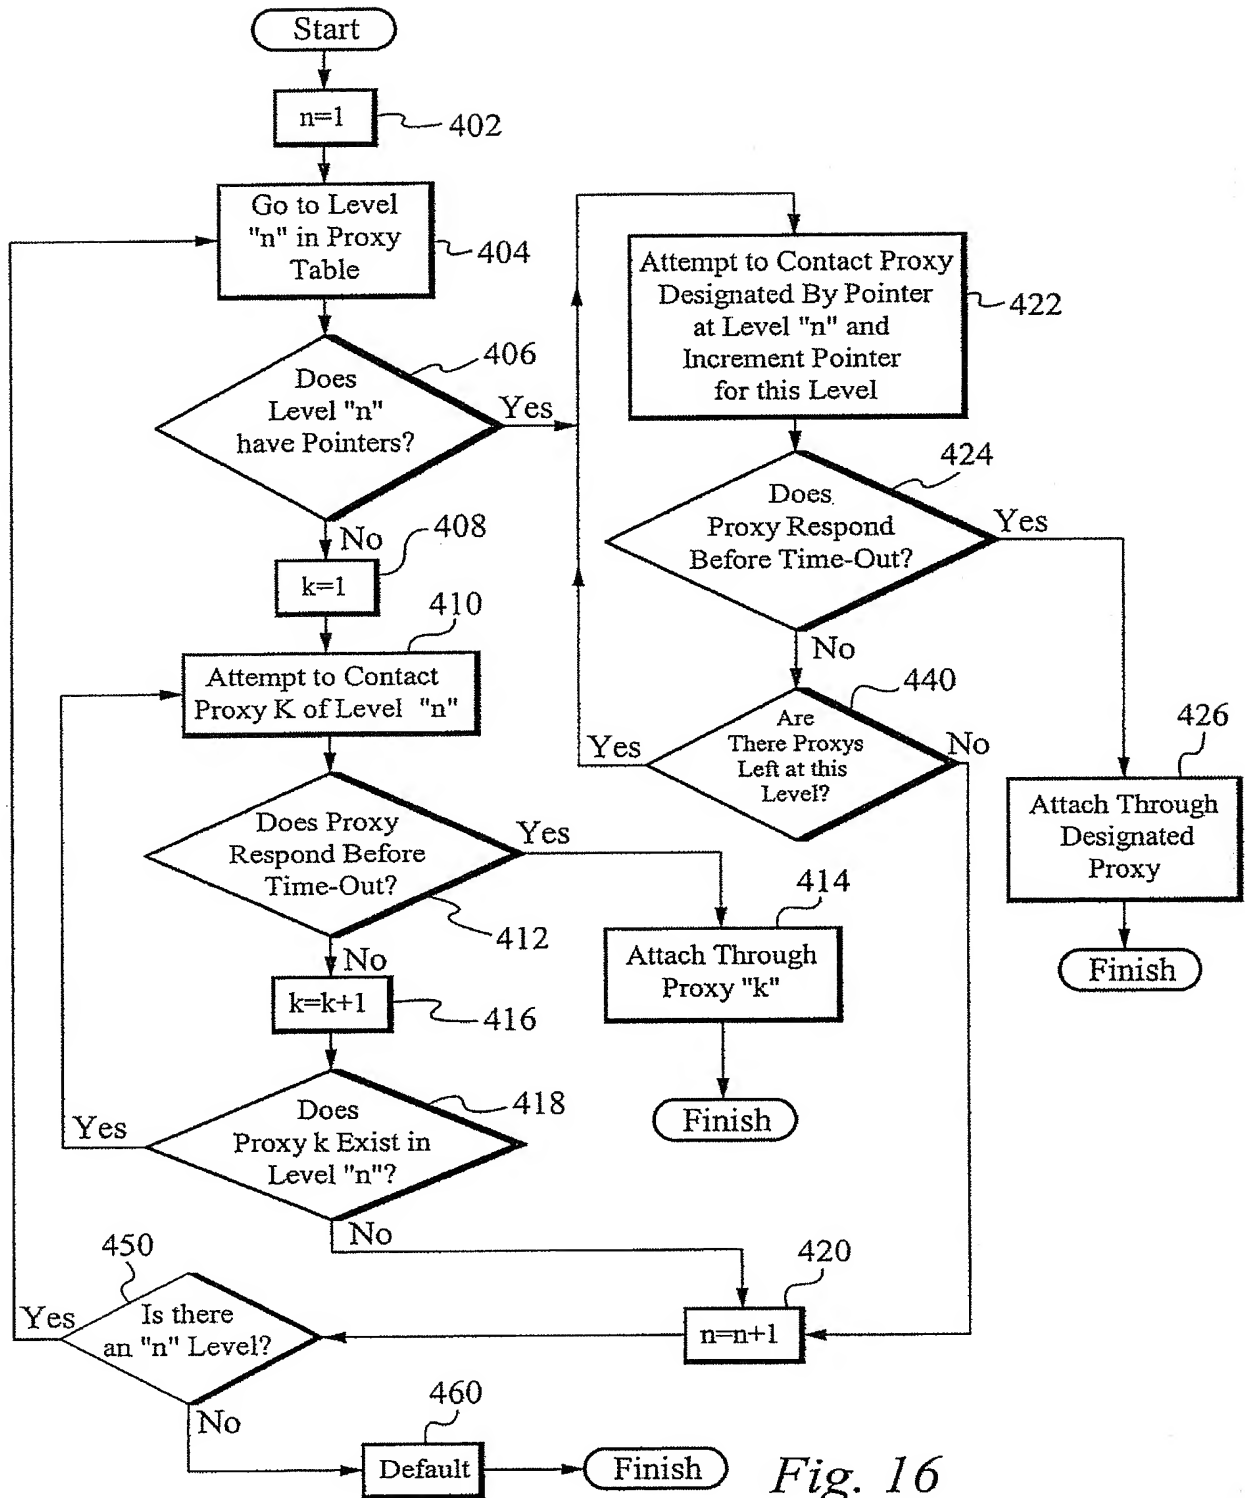 Start
n=1
402
Go to Level
"n" in Proxy
Table
404
Does
Level "n"
have Pointers?
406
Yes
No
k=1
408
Attempt to Contact
Proxy K of Level "n"
410
Does Proxy
Respond Before
Time-Out?
412
Yes
No
Attach Through
Proxy "k"
414
Finish
k=k+1
416
Does
Proxy k Exist in
Level "n"?
418
Yes
No
n=n+1
420
Attempt to Contact Proxy
Designated By Pointer
at Level "n" and
Increment Pointer
for this Level
422
Does
Proxy Respond
Before Time-Out?
424
Yes
No
Attach Through
Designated
Proxy
426
Finish
Are
There Proxys
Left at this
Level?
440
Yes
No
Is there
an "n" Level?
450
Yes
No
Default
460
Finish
Fig. 16